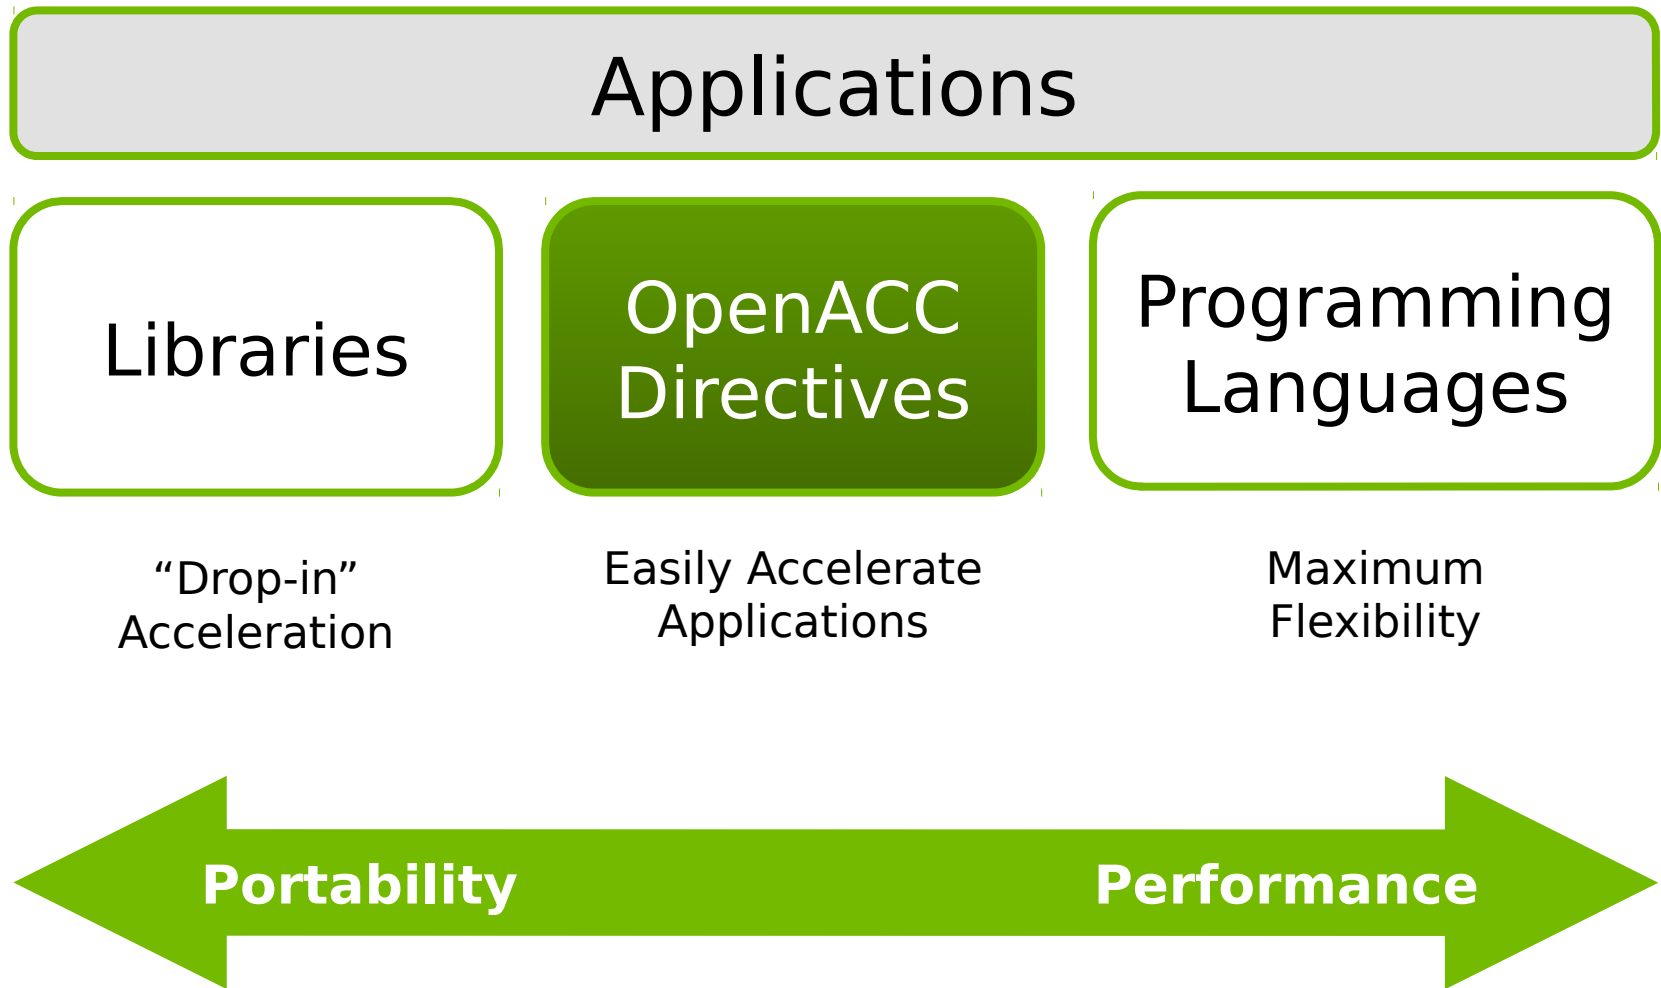 Applications
Libraries
OpenACC
Directives
Programming
Languages
“Drop-in”
Acceleration
Easily Accelerate
Applications
Maximum
Flexibility
Portability
Performance